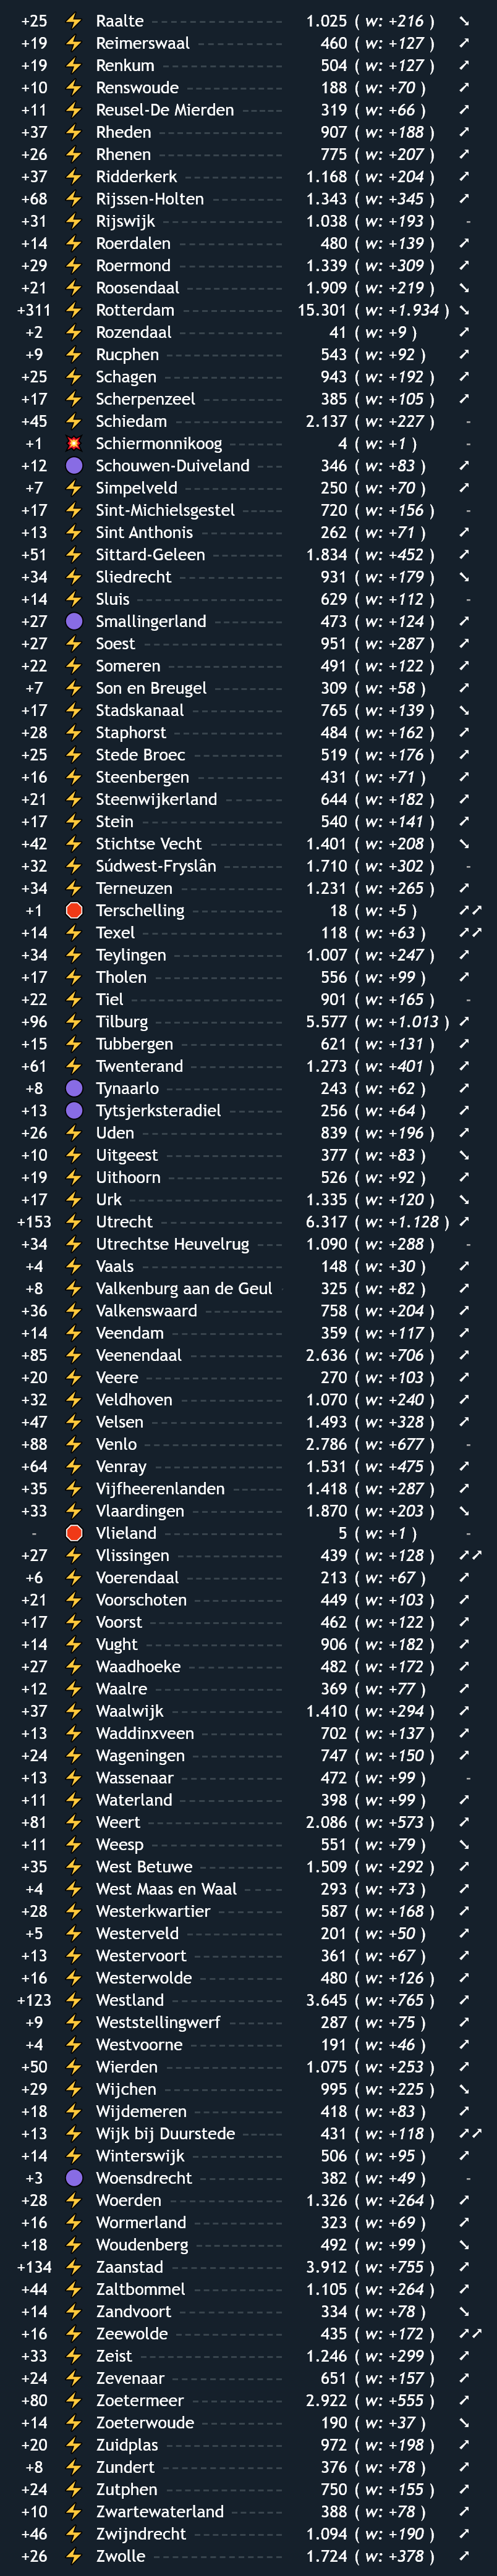 +25 Raalte 1.025 ( w: +216 )
+19 Reimerswaal 460 ( w: +127 )
+19 Renkum 504 ( w: +127 )
+10 Renswoude 188 ( w: +70 )
+11 Reusel-De Mierden 319 ( w: +66 )
+37 Rheden 907 ( w: +188 )
+26 Rhenen 775 ( w: +207 )
+37 Ridderkerk 1.168 ( w: +204 )
+68 Rijssen-Holten 1.343 ( w: +345 )
+31 Rijswijk 1.038 ( w: +193 ) -
+14 Roerdalen 480 ( w: +139 )
+29 Roermond 1.339 ( w: +309 )
+21 Roosendaal 1.909 ( w: +219 )
+311 Rotterdam 15.301 ( w: +1.934 )
+2 Rozendaal 41 ( w: +9 )
+9 Rucphen 543 ( w: +92 )
+25 Schagen 943 ( w: +192 )
+17 Scherpenzeel 385 ( w: +105 )
+45 Schiedam 2.137 ( w: +227 ) -
+1 Schiermonnikoog 4 ( w: +1 ) -
+12 Schouwen-Duiveland 346 ( w: +83 )
+7 Simpelveld 250 ( w: +70 )
+17 Sint-Michielsgestel 720 ( w: +156 ) -
+13 Sint Anthonis 262 ( w: +71 )
+51 Sittard-Geleen 1.834 ( w: +452 )
+34 Sliedrecht 931 ( w: +179 )
+14 Sluis 629 ( w: +112 ) -
+27 Smallingerland 473 ( w: +124 )
+27 Soest 951 ( w: +287 )
+22 Someren 491 ( w: +122 )
+7 Son en Breugel 309 ( w: +58 )
+17 Stadskanaal 765 ( w: +139 )
+28 Staphorst 484 ( w: +162 )
+25 Stede Broec 519 ( w: +176 )
+16 Steenbergen 431 ( w: +71 )
+21 Steenwijkerland 644 ( w: +182 )
+17 Stein 540 ( w: +141 )
+42 Stichtse Vecht 1.401 ( w: +208 )
+32 Súdwest-Fryslân 1.710 ( w: +302 ) -
+34 Terneuzen 1.231 ( w: +265 )
+1 Terschelling 18 ( w: +5 )
+14 Texel 118 ( w: +63 )
+34 Teylingen 1.007 ( w: +247 )
+17 Tholen 556 ( w: +99 )
+22 Tiel 901 ( w: +165 ) -
+96 Tilburg 5.577 ( w: +1.013 )
+15 Tubbergen 621 ( w: +131 )
+61 Twenterand 1.273 ( w: +401 )
+8 Tynaarlo 243 ( w: +62 )
+13 Tytsjerksteradiel 256 ( w: +64 )
+26 Uden 839 ( w: +196 )
+10 Uitgeest 377 ( w: +83 )
+19 Uithoorn 526 ( w: +92 )
+17 Urk 1.335 ( w: +120 )
+153 Utrecht 6.317 ( w: +1.128 )
+34 Utrechtse Heuvelrug 1.090 ( w: +288 ) -
+4 Vaals 148 ( w: +30 )
+8 Valkenburg aan de Geul 325 ( w: +82 )
+36 Valkenswaard 758 ( w: +204 )
+14 Veendam 359 ( w: +117 )
+85 Veenendaal 2.636 ( w: +706 )
+20 Veere 270 ( w: +103 )
+32 Veldhoven 1.070 ( w: +240 )
+47 Velsen 1.493 ( w: +328 )
+88 Venlo 2.786 ( w: +677 ) -
+64 Venray 1.531 ( w: +475 )
+35 Vijfheerenlanden 1.418 ( w: +287 )
+33 Vlaardingen 1.870 ( w: +203 )
- Vlieland 5 ( w: +1 ) -
+27 Vlissingen 439 ( w: +128 )
+6 Voerendaal 213 ( w: +67 )
+21 Voorschoten 449 ( w: +103 )
+17 Voorst 462 ( w: +122 )
+14 Vught 906 ( w: +182 )
+27 Waadhoeke 482 ( w: +172 )
+12 Waalre 369 ( w: +77 )
+37 Waalwijk 1.410 ( w: +294 )
+13 Waddinxveen 702 ( w: +137 )
+24 Wageningen 747 ( w: +150 )
+13 Wassenaar 472 ( w: +99 ) -
+11 Waterland 398 ( w: +99 )
+81 Weert 2.086 ( w: +573 )
+11 Weesp 551 ( w: +79 )
+35 West Betuwe 1.509 ( w: +292 )
+4 West Maas en Waal 293 ( w: +73 )
+28 Westerkwartier 587 ( w: +168 )
+5 Westerveld 201 ( w: +50 )
+13 Westervoort 361 ( w: +67 )
+16 Westerwolde 480 ( w: +126 )
+123 Westland 3.645 ( w: +765 )
+9 Weststellingwerf 287 ( w: +75 )
+4 Westvoorne 191 ( w: +46 )
+50 Wierden 1.075 ( w: +253 )
+29 Wijchen 995 ( w: +225 )
+18 Wijdemeren 418 ( w: +83 )
+13 Wijk bij Duurstede 431 ( w: +118 )
+14 Winterswijk 506 ( w: +95 )
+3 Woensdrecht 382 ( w: +49 ) -
+28 Woerden 1.326 ( w: +264 )
+16 Wormerland 323 ( w: +69 )
+18 Woudenberg 492 ( w: +99 )
+134 Zaanstad 3.912 ( w: +755 )
+44 Zaltbommel 1.105 ( w: +264 )
+14 Zandvoort 334 ( w: +78 )
+16 Zeewolde 435 ( w: +172 )
+33 Zeist 1.246 ( w: +299 )
+24 Zevenaar 651 ( w: +157 )
+80 Zoetermeer 2.922 ( w: +555 )
+14 Zoeterwoude 190 ( w: +37 )
+20 Zuidplas 972 ( w: +198 )
+8 Zundert 376 ( w: +78 )
+24 Zutphen 750 ( w: +155 )
+10 Zwartewaterland 388 ( w: +78 )
+46 Zwijndrecht 1.094 ( w: +190 )
+26 Zwolle 1.724 ( w: +378 )